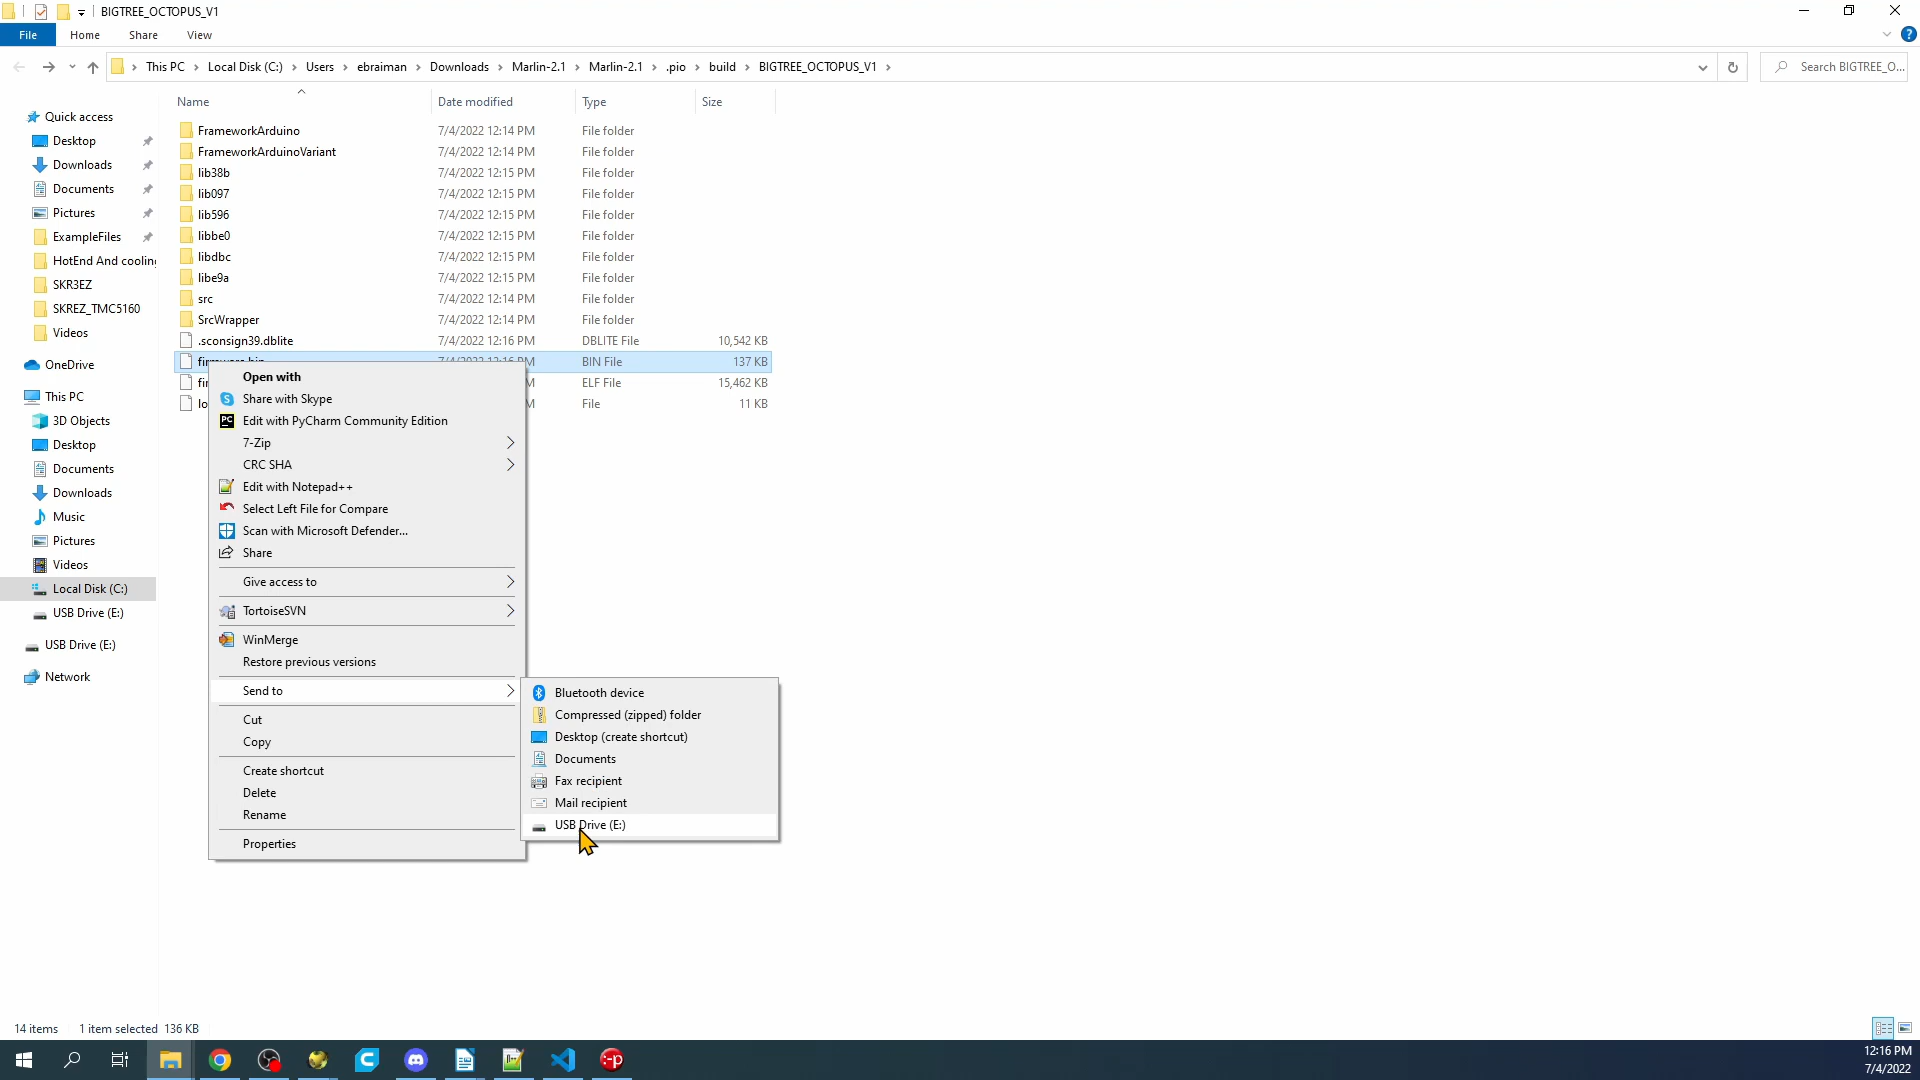 BIGTREE_OCTOPUS_V1
File Home Share View
This PC Local Disk (C:) Users ebraiman Downloads Marlin-2.1 Marlin-2.1 .pio build BIGTREE_OCTOPUS_V1
Search BIGTREE_O...
Name Date modified Type Size
Quick access
Desktop
Downloads
Documents
Pictures
ExampleFiles
HotEnd And cooling
SKR3EZ
SKREZ_TMC5160
Videos
OneDrive
This PC
3D Objects
Desktop
Documents
Downloads
Music
Pictures
Videos
Local Disk (C:)
USB Drive (E:)
USB Drive (E:)
Network
FrameworkArduino 7/4/2022 12:14 PM File folder
FrameworkArduinoVariant 7/4/2022 12:14 PM File folder
lib38b 7/4/2022 12:15 PM File folder
lib097 7/4/2022 12:15 PM File folder
lib596 7/4/2022 12:15 PM File folder
libbe0 7/4/2022 12:15 PM File folder
libdbc 7/4/2022 12:15 PM File folder
libe9a 7/4/2022 12:15 PM File folder
src 7/4/2022 12:14 PM File folder
SrcWrapper 7/4/2022 12:14 PM File folder
.sconsign39.dblite 7/4/2022 12:16 PM DBLITE File 10,542 KB
firmware.bin 7/4/2022 12:16 PM BIN File 137 KB
fir M ELF File 15,462 KB
lo M File 11 KB
Open with
Share with Skype
Edit with PyCharm Community Edition
7-Zip
CRC SHA
Edit with Notepad++
Select Left File for Compare
Scan with Microsoft Defender...
Share
Give access to
TortoiseSVN
WinMerge
Restore previous versions
Send to
Cut
Copy
Create shortcut
Delete
Rename
Properties
Bluetooth device
Compressed (zipped) folder
Desktop (create shortcut)
Documents
Fax recipient
Mail recipient
USB Drive (E:)
14 items 1 item selected 136 KB
12:16 PM
7/4/2022